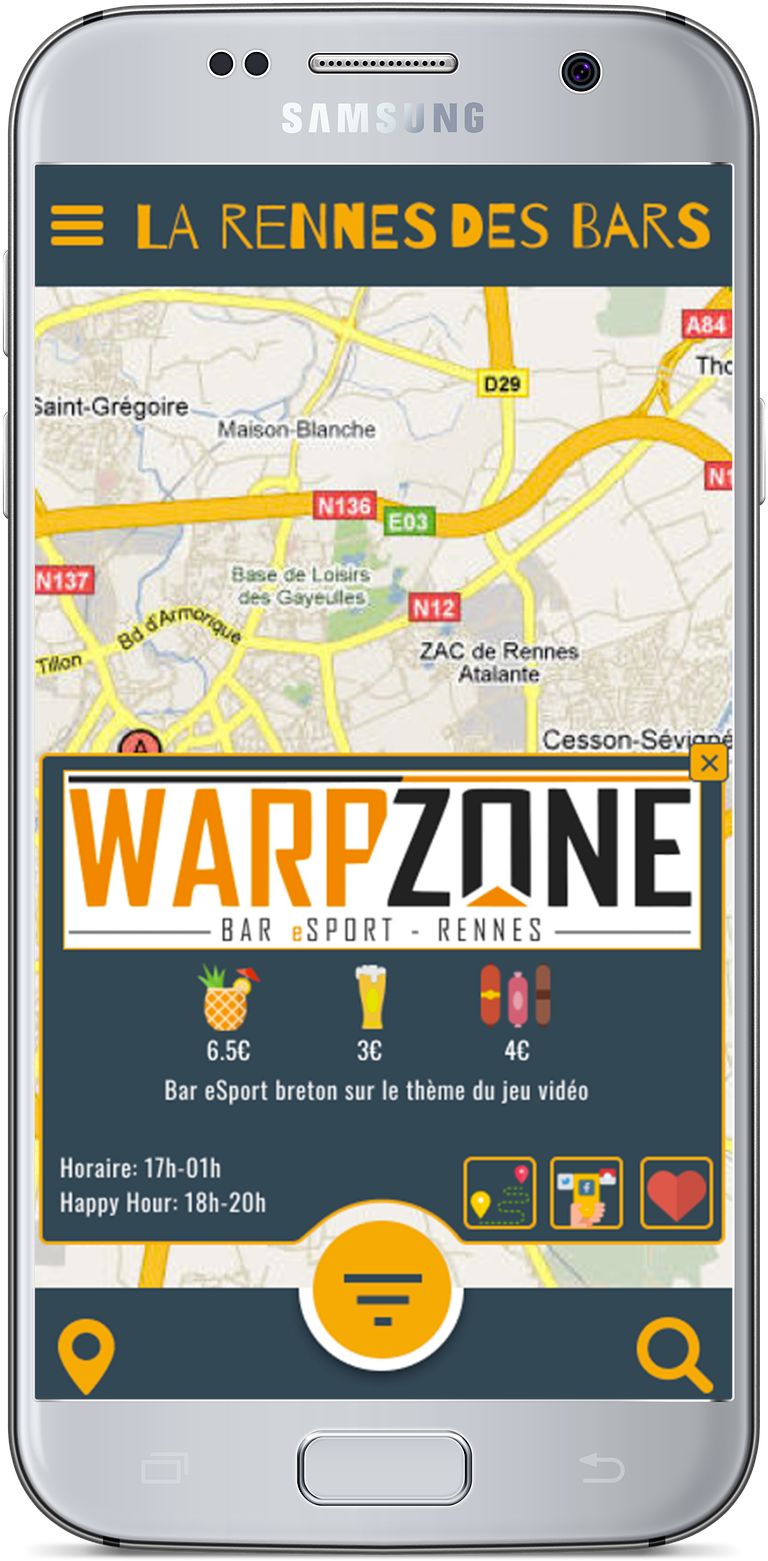 SAMSUNG
LA RENNES DES BARS
A84
D29
Saint-Grégoire
Maison-Blanche
N136
E03
N137
Base de Loisirs
des Gayeulles
N12
Bd d'Armorique
Tillon
ZAC de Rennes
Atalante
Cesson-Sévigné
A
WARPZONE
BAR eSPORT - RENNES
6.5€
3€
4€
Bar eSport breton sur le thème du jeu vidéo
Horaire: 17h-01h
Happy Hour: 18h-20h